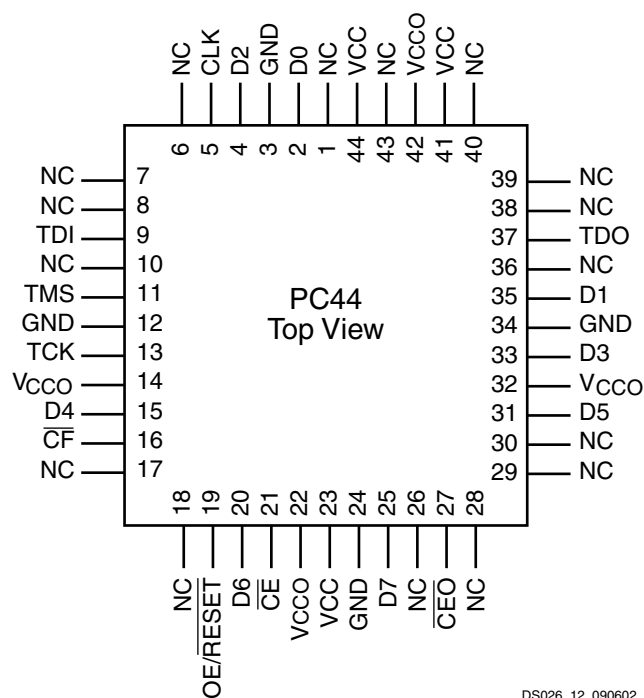 NC CLK D2 GND D0 NC VCC NC VCCO VCC NC
6 5 4 3 2 1 44 43 42 41 40
NC 7
NC 8
TDI 9
NC 10
TMS 11
GND 12
TCK 13
VCCO 14
D4 15
C̅F̅ 16
NC 17
PC44
Top View
39 NC
38 NC
37 TDO
36 NC
35 D1
34 GND
33 D3
32 VCCO
31 D5
30 NC
29 NC
18 19 20 21 22 23 24 25 26 27 28
NC OE/R̅E̅S̅E̅T̅ D6 C̅E̅ VCCO VCC GND D7 NC C̅E̅O̅ NC
DS026_12_090602